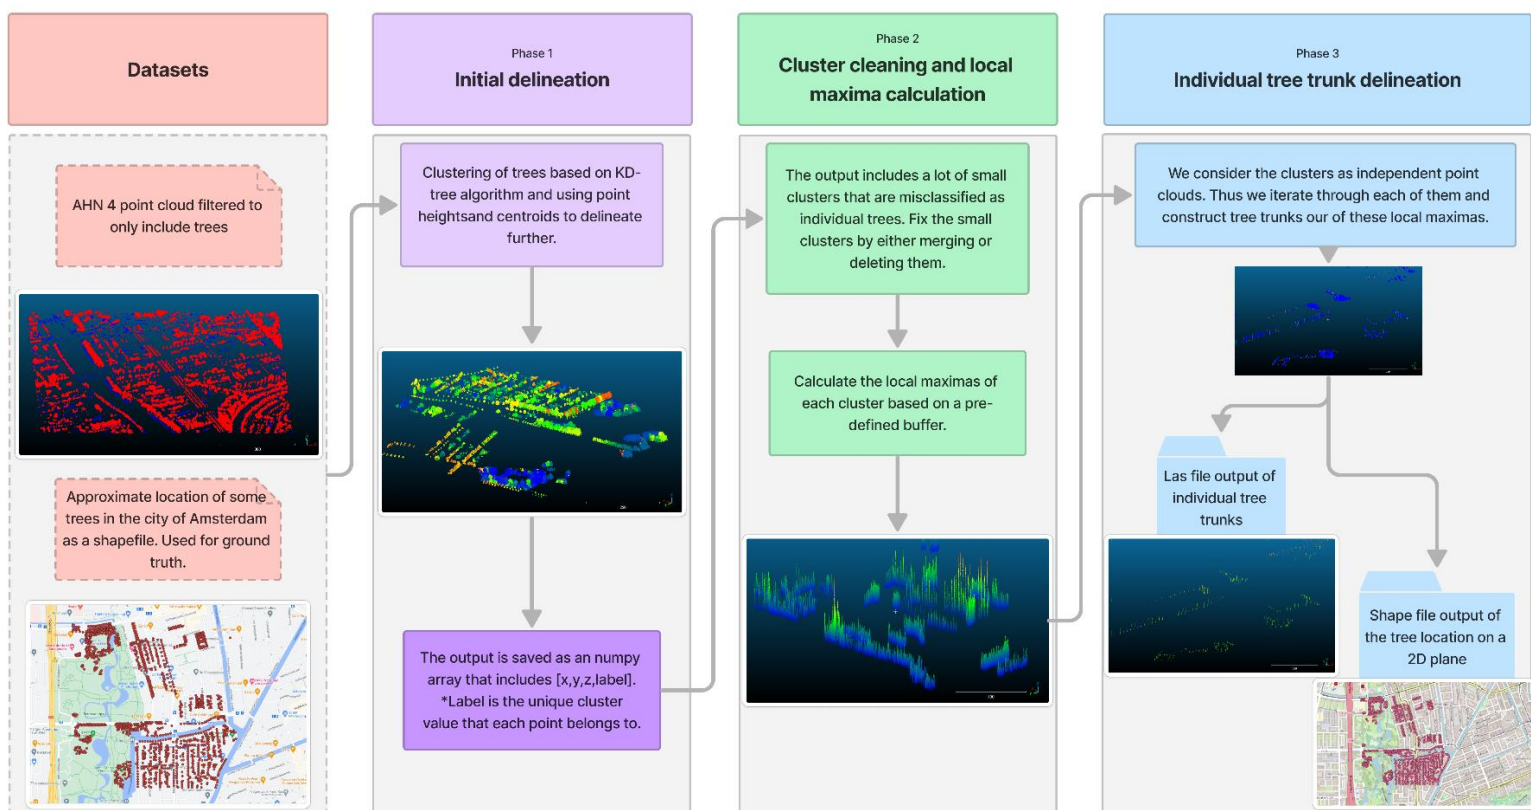 Datasets
AHN 4 point cloud filtered to
only include trees
Approximate location of some
trees in the city of Amsterdam
as a shapefile. Used for ground
truth.
Phase 1
Initial delineation
Clustering of trees based on KD-
tree algorithm and using point
heightsand centroids to delineate
further.
The output is saved as an numpy
array that includes [x,y,z,label].
*Label is the unique cluster
value that each point belongs to.
Phase 2
Cluster cleaning and local
maxima calculation
The output includes a lot of small
clusters that are misclassified as
individual trees. Fix the small
clusters by either merging or
deleting them.
Calculate the local maximas of
each cluster based on a pre-
defined buffer.
Phase 3
Individual tree trunk delineation
We consider the clusters as independent point
clouds. Thus we iterate through each of them and
construct tree trunks our of these local maximas.
Las file output of
individual tree
trunks
Shape file output of
the tree location on a
2D plane